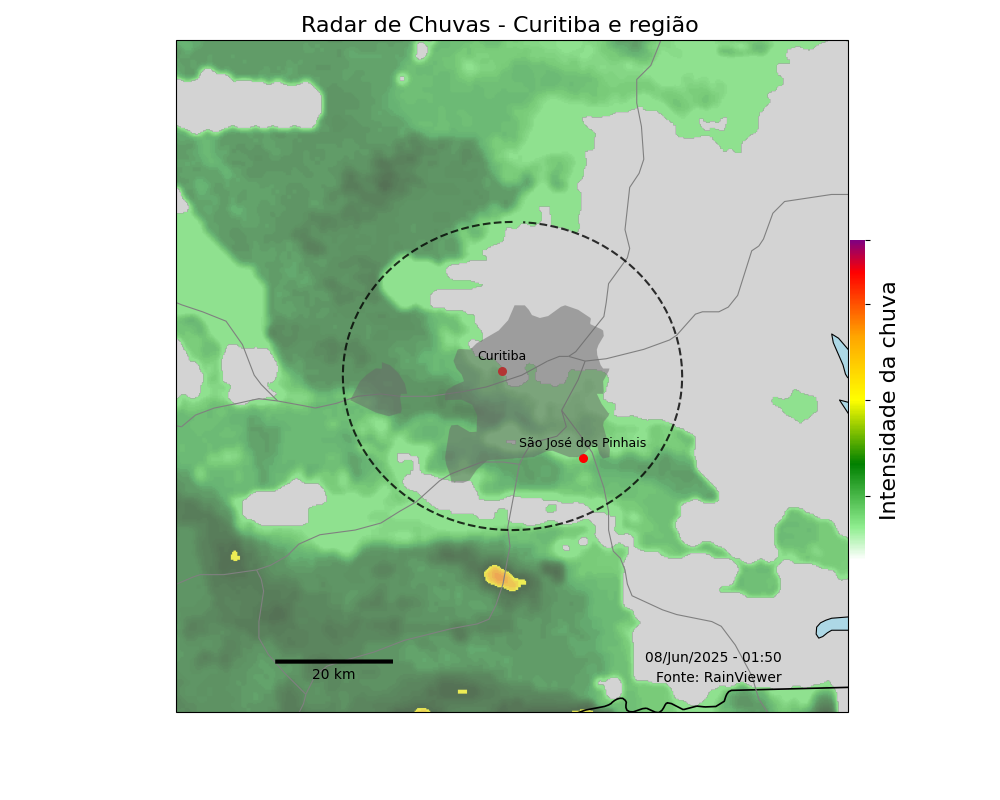 Radar de Chuvas - Curitiba e região
Curitiba
São José dos Pinhais
Intensidade da chuva
08/Jun/2025 - 01:50
Fonte: RainViewer
20 km